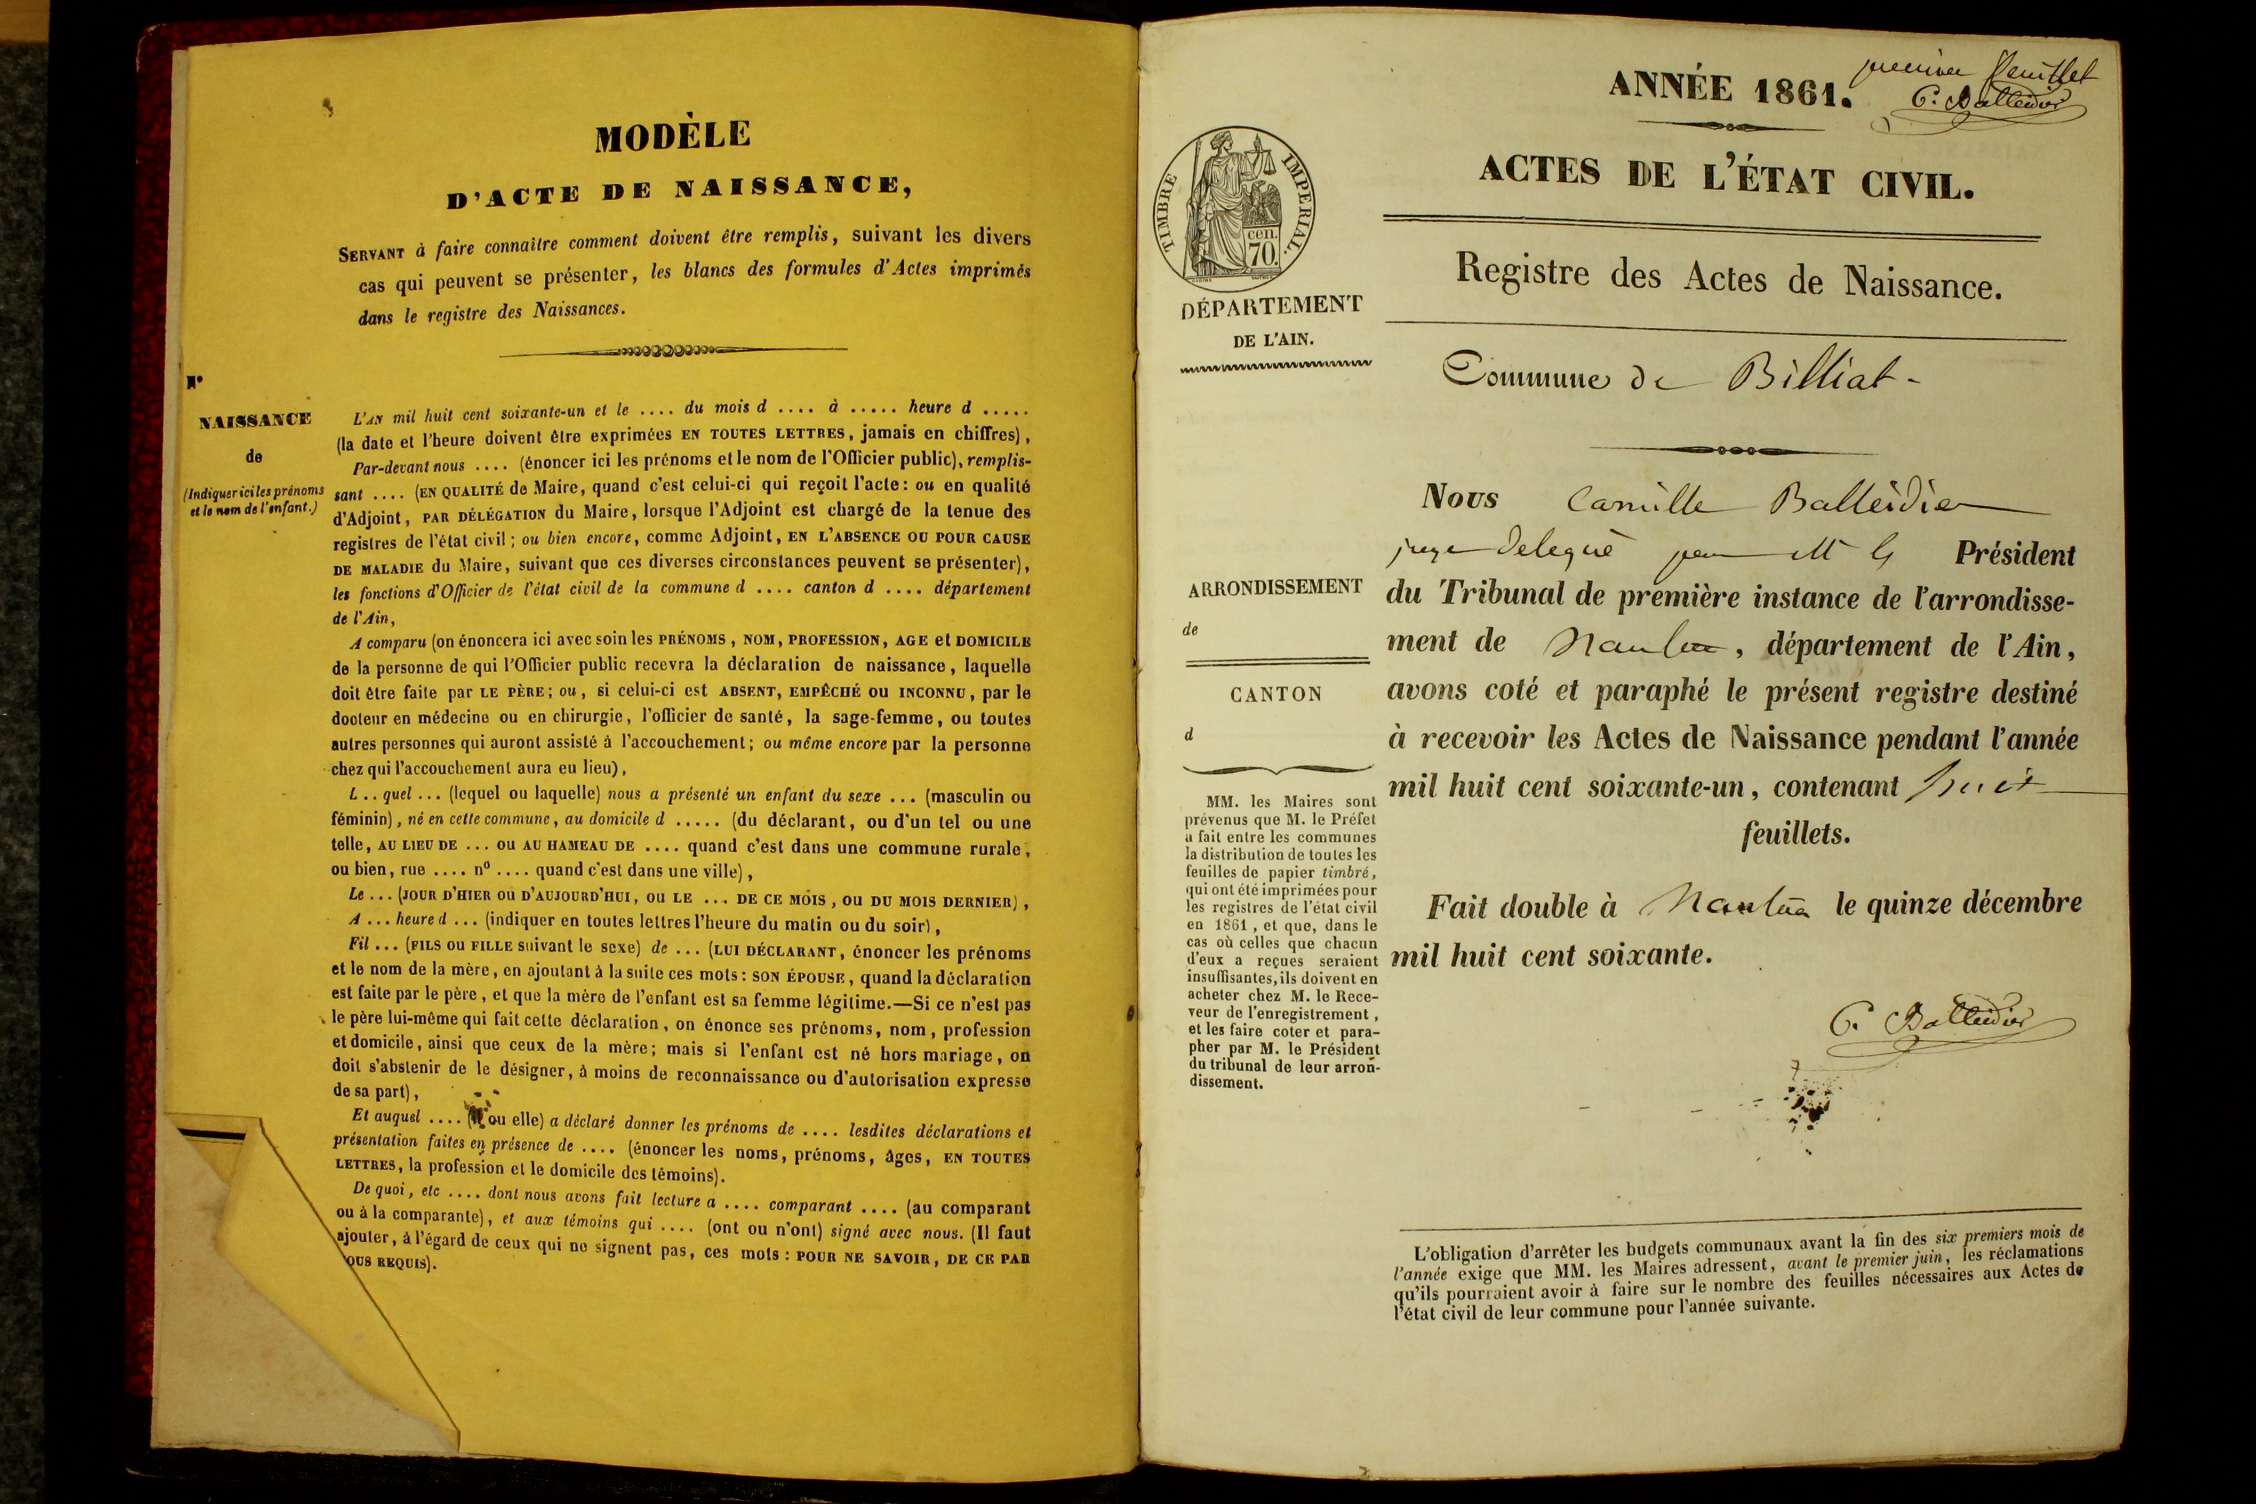 MODÈLE
D'ACTE DE NAISSANCE,
SERVANT à faire connaître comment doivent être remplis, suivant les divers
cas qui peuvent se présenter, les blancs des formules d'Actes imprimés
dans le registre des Naissances.
N°
NAISSANCE
de
(Indiquer ici les prénoms
et le nom de l'enfant.)
L'AN mil huit cent soixante-un et le .... du mois d .... à ..... heure d .....
(la date et l'heure doivent être exprimées EN TOUTES LETTRES, jamais en chiffres),
Par-devant nous .... (énoncer ici les prénoms et le nom de l'Officier public), remplis-
sant .... (EN QUALITÉ de Maire, quand c'est celui-ci qui reçoit l'acte: ou en qualité
d'Adjoint, PAR DÉLÉGATION du Maire, lorsque l'Adjoint est chargé de la tenue des
registres de l'état civil; ou bien encore, comme Adjoint, EN L'ABSENCE OU POUR CAUSE
DE MALADIE du Maire, suivant que ces diverses circonstances peuvent se présenter),
les fonctions d'Officier de l'état civil de la commune d .... canton d .... département
de l'Ain,
A comparu (on énoncera ici avec soin les PRÉNOMS, NOM, PROFESSION, AGE et DOMICILE
de la personne de qui l'Officier public recevra la déclaration de naissance, laquelle
doit être faite par LE PÈRE; ou, si celui-ci est ABSENT, EMPÊCHÉ OU INCONNU, par le
docteur en médecine ou en chirurgie, l'officier de santé, la sage-femme, ou toutes
autres personnes qui auront assisté à l'accouchement; ou même encore par la personne
chez qui l'accouchement aura eu lieu),
L .. quel ... (lequel ou laquelle) nous a présenté un enfant du sexe ... (masculin ou
féminin), né en cette commune, au domicile d ..... (du déclarant, ou d'un tel ou une
telle, AU LIEU DE ... OU AU HAMEAU DE .... quand c'est dans une commune rurale;
ou bien, rue .... n° .... quand c'est dans une ville),
Le ... (JOUR D'HIER OU D'AUJOURD'HUI, OU LE ... DE CE MOIS, OU DU MOIS DERNIER),
A ... heure d ... (indiquer en toutes lettres l'heure du matin ou du soir),
Fil ... (FILS OU FILLE suivant le sexe) de ... (LUI DÉCLARANT, énoncer les prénoms
et le nom de la mère, en ajoutant à la suite ces mots: SON ÉPOUSE, quand la déclaration
est faite par le père, et que la mère de l'enfant est sa femme légitime.—Si ce n'est pas
le père lui-même qui fait cette déclaration, on énonce ses prénoms, nom, profession
et domicile, ainsi que ceux de la mère; mais si l'enfant est né hors mariage, on
doit s'abstenir de le désigner, à moins de reconnaissance ou d'autorisation expresse
de sa part),
Et auquel .... (il ou elle) a déclaré donner les prénoms de .... lesdites déclarations et
présentation faites en présence de .... (énoncer les noms, prénoms, âges, EN TOUTES
LETTRES, la profession et le domicile des témoins).
De quoi, etc .... dont nous avons fait lecture a .... comparant .... (au comparant
ou à la comparante), et aux témoins qui .... (ont ou n'ont) signé avec nous. (Il faut
ajouter, à l'égard de ceux qui ne signent pas, ces mots: POUR NE SAVOIR, DE CE PAR
OUS REQUIS).
premier feuillet
C. Balleidier
ANNÉE 1861.
ACTES DE L'ÉTAT CIVIL.
TIMBRE IMPERIAL.
cen.
70.
DÉPARTEMENT
DE L'AIN.
Registre des Actes de Naissance.
Commune de Billiat -
Nous Camille Balleidier
juge délégué par M le Président
du Tribunal de première instance de l'arrondisse-
ment de Nantua, département de l'Ain,
avons coté et paraphé le présent registre destiné
à recevoir les Actes de Naissance pendant l'année
mil huit cent soixante-un, contenant huit
feuillets.
Fait double à Nantua le quinze décembre
mil huit cent soixante.
C. Balleidier
ARRONDISSEMENT
de
CANTON
d
MM. les Maires sont
prévenus que M. le Préfet
a fait entre les communes
la distribution de toutes les
feuilles de papier timbré,
qui ont été imprimées pour
les registres de l'état civil
en 1861, et que, dans le
cas où celles que chacun
d'eux a reçues seraient
insuffisantes, ils doivent en
acheter chez M. le Rece-
veur de l'enregistrement,
et les faire coter et para-
pher par M. le Président
du tribunal de leur arron-
dissement.
L'obligation d'arrêter les budgets communaux avant la fin des six premiers mois de
l'année exige que MM. les Maires adressent, avant le premier juin, les réclamations
qu'ils pourraient avoir à faire sur le nombre des feuilles nécessaires aux Actes de
l'état civil de leur commune pour l'année suivante.